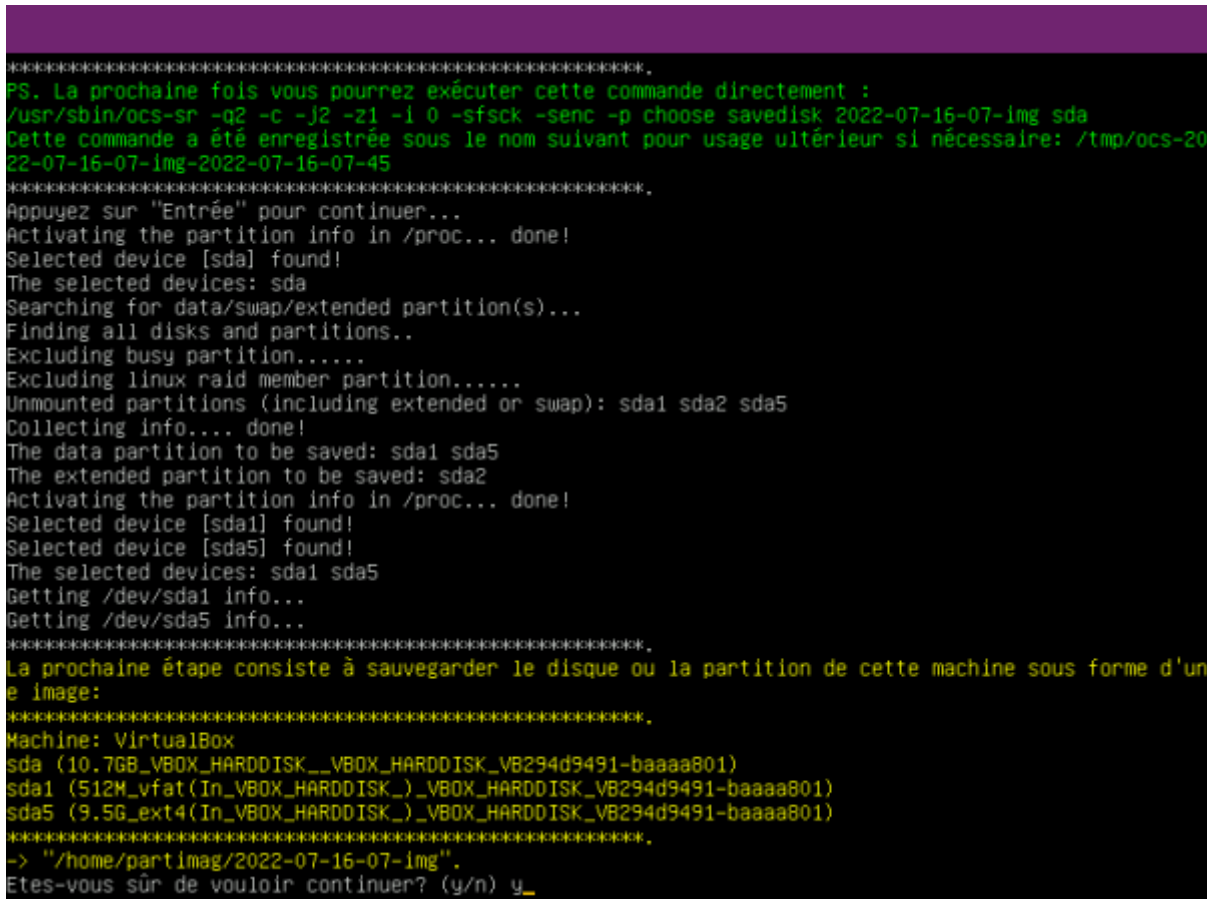 ******************************************************.
PS. La prochaine fois vous pourrez exécuter cette commande directement :
/usr/sbin/ocs-sr -q2 -c -j2 -z1 -i 0 -sfsck -senc -p choose savedisk 2022-07-16-07-img sda
Cette commande a été enregistrée sous le nom suivant pour usage ultérieur si nécessaire: /tmp/ocs-20
22-07-16-07-img-2022-07-16-07-45
******************************************************.
Appuyez sur "Entrée" pour continuer...
Activating the partition info in /proc... done!
Selected device [sda] found!
The selected devices: sda
Searching for data/swap/extended partition(s)...
Finding all disks and partitions..
Excluding busy partition......
Excluding linux raid member partition......
Unmounted partitions (including extended or swap): sda1 sda2 sda5
Collecting info.... done!
The data partition to be saved: sda1 sda5
The extended partition to be saved: sda2
Activating the partition info in /proc... done!
Selected device [sda1] found!
Selected device [sda5] found!
The selected devices: sda1 sda5
Getting /dev/sda1 info...
Getting /dev/sda5 info...
******************************************************.
La prochaine étape consiste à sauvegarder le disque ou la partition de cette machine sous forme d'un
e image:
******************************************************.
Machine: VirtualBox
sda (10.7GB_VBOX_HARDDISK__VBOX_HARDDISK_VB294d9491-baaaa801)
sda1 (512M_vfat(In_VBOX_HARDDISK_)_VBOX_HARDDISK_VB294d9491-baaaa801)
sda5 (9.5G_ext4(In_VBOX_HARDDISK_)_VBOX_HARDDISK_VB294d9491-baaaa801)
******************************************************.
-> "/home/partimag/2022-07-16-07-img".
Etes-vous sûr de vouloir continuer? (y/n) y_